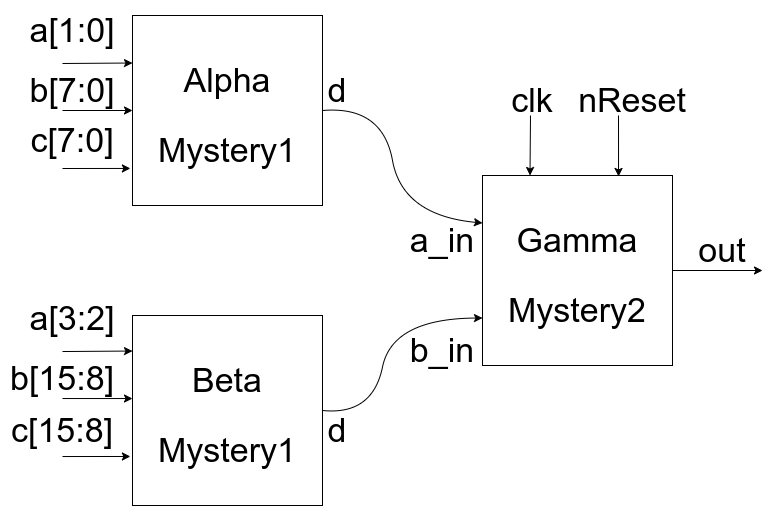 a[1:0]
b[7:0]
c[7:0]
Alpha
Mystery1
d
clk
nReset
a_in
Gamma
Mystery2
out
b_in
a[3:2]
b[15:8]
c[15:8]
Beta
Mystery1
d